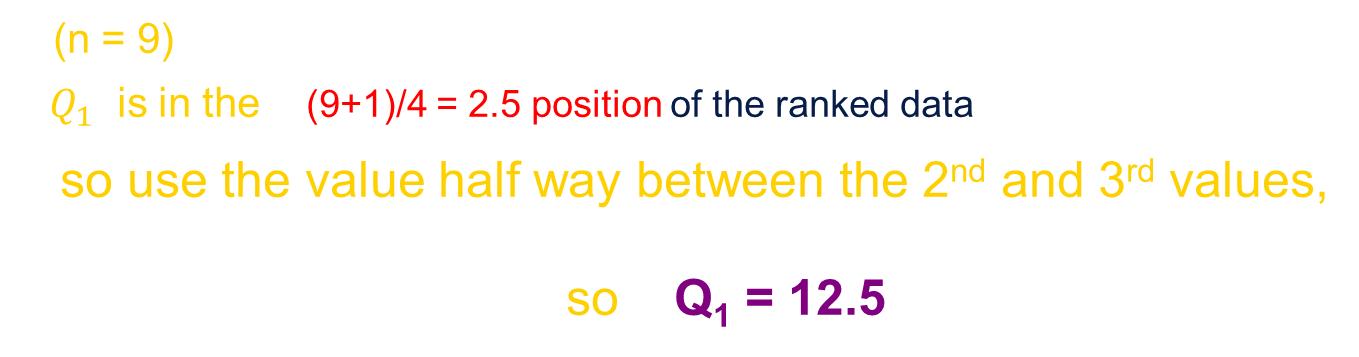 (n = 9)
Q₁ is in the (9+1)/4 = 2.5 position of the ranked data
so use the value half way between the 2nd and 3rd values,
so Q₁ = 12.5